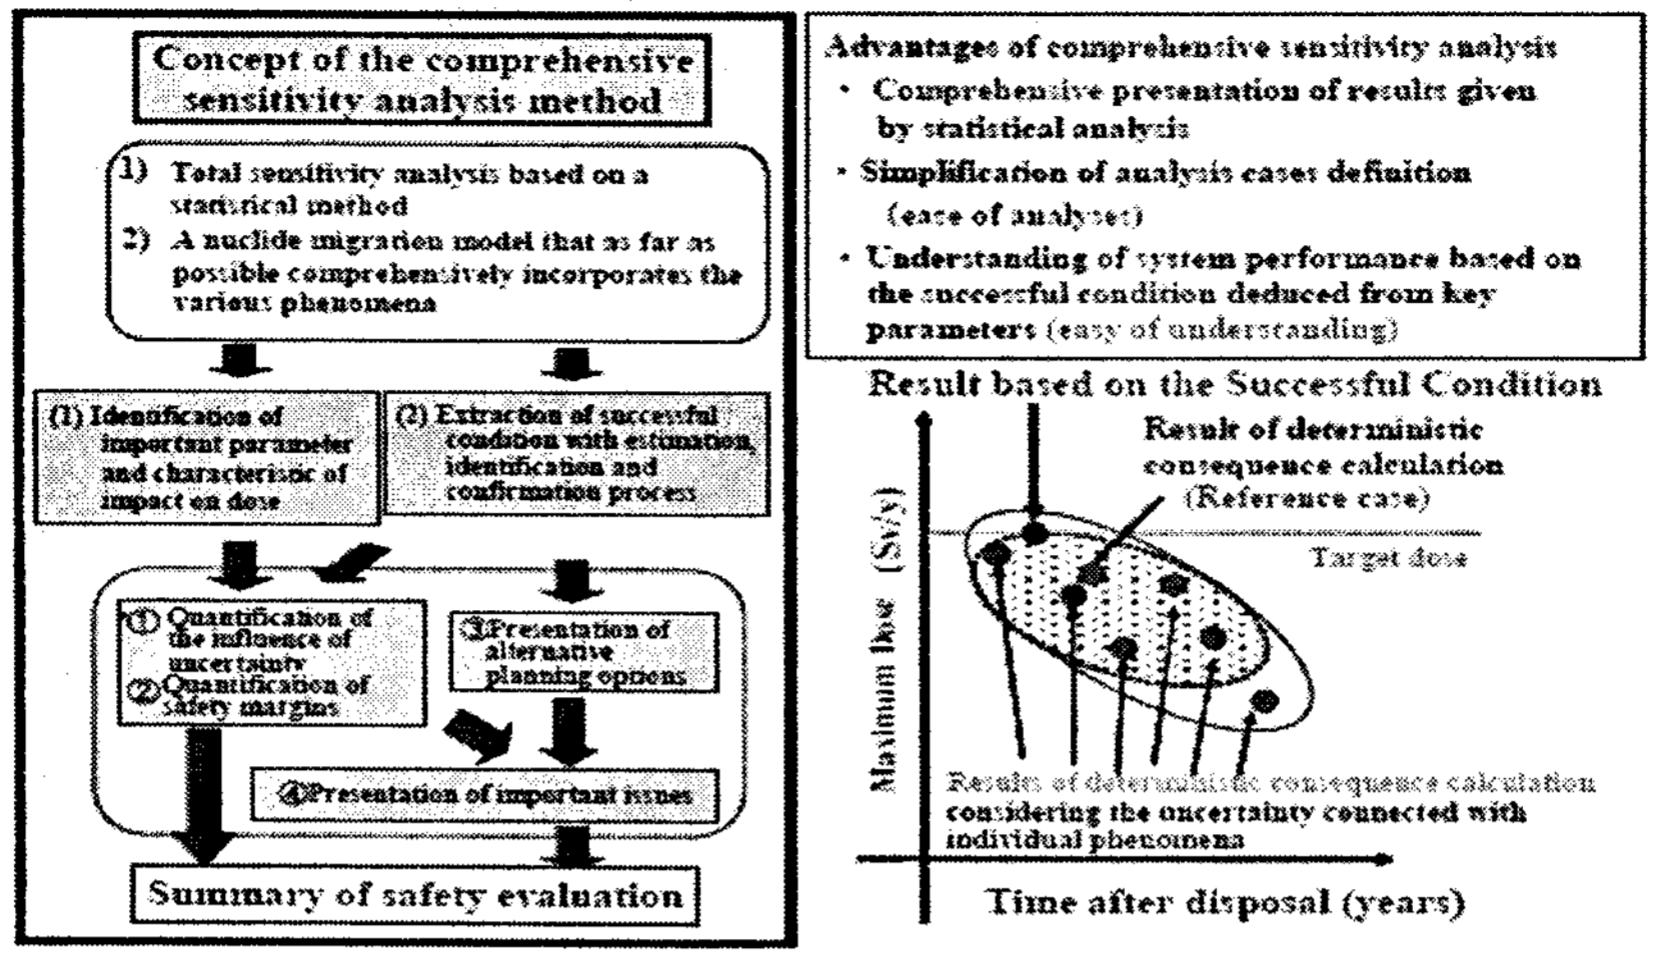 Concept of the comprehensive
sensitivity analysis method
1) Total sensitivity analysis based on a
statistical method
2) A nuclide migration model that as far as
possible comprehensively incorporates the
various phenomena
(1) Identification of
important parameter
and characteristic of
impact on dose
(2) Extraction of successful
condition with estimation,
identification and
confirmation process
① Quantification of
the influence of
uncertainty
② Quantification of
safety margins
③ Presentation of
alternative
planning options
④ Presentation of important issues
Summary of safety evaluation
Advantages of comprehensive sensitivity analysis
・ Comprehensive presentation of results given
by statistical analysis
・ Simplification of analysis cases definition
(ease of analyses)
・ Understanding of system performance based on
the successful condition deduced from key
parameters (easy of understanding)
Result based on the Successful Condition
Result of deterministic
consequence calculation
(Reference case)
Target dose
Maximum Dose (Sv/y)
Results of deterministic consequence calculation
considering the uncertainty connected with
individual phenomena
Time after disposal (years)